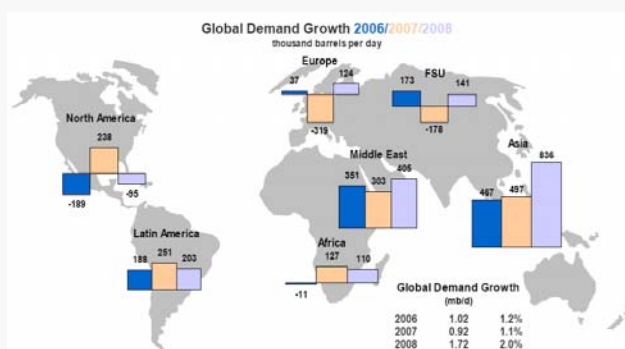 Global Demand Growth 2006/2007/2008
thousand barrels per day
Europe
37
124
-319
FSU
173
141
-178
North America
238
-189
-95
Middle East
351
303
405
Asia
467
497
836
Latin America
188
251
203
Africa
127
110
-11
Global Demand Growth
(mb/d)
2006 1.02 1.2%
2007 0.92 1.1%
2008 1.72 2.0%